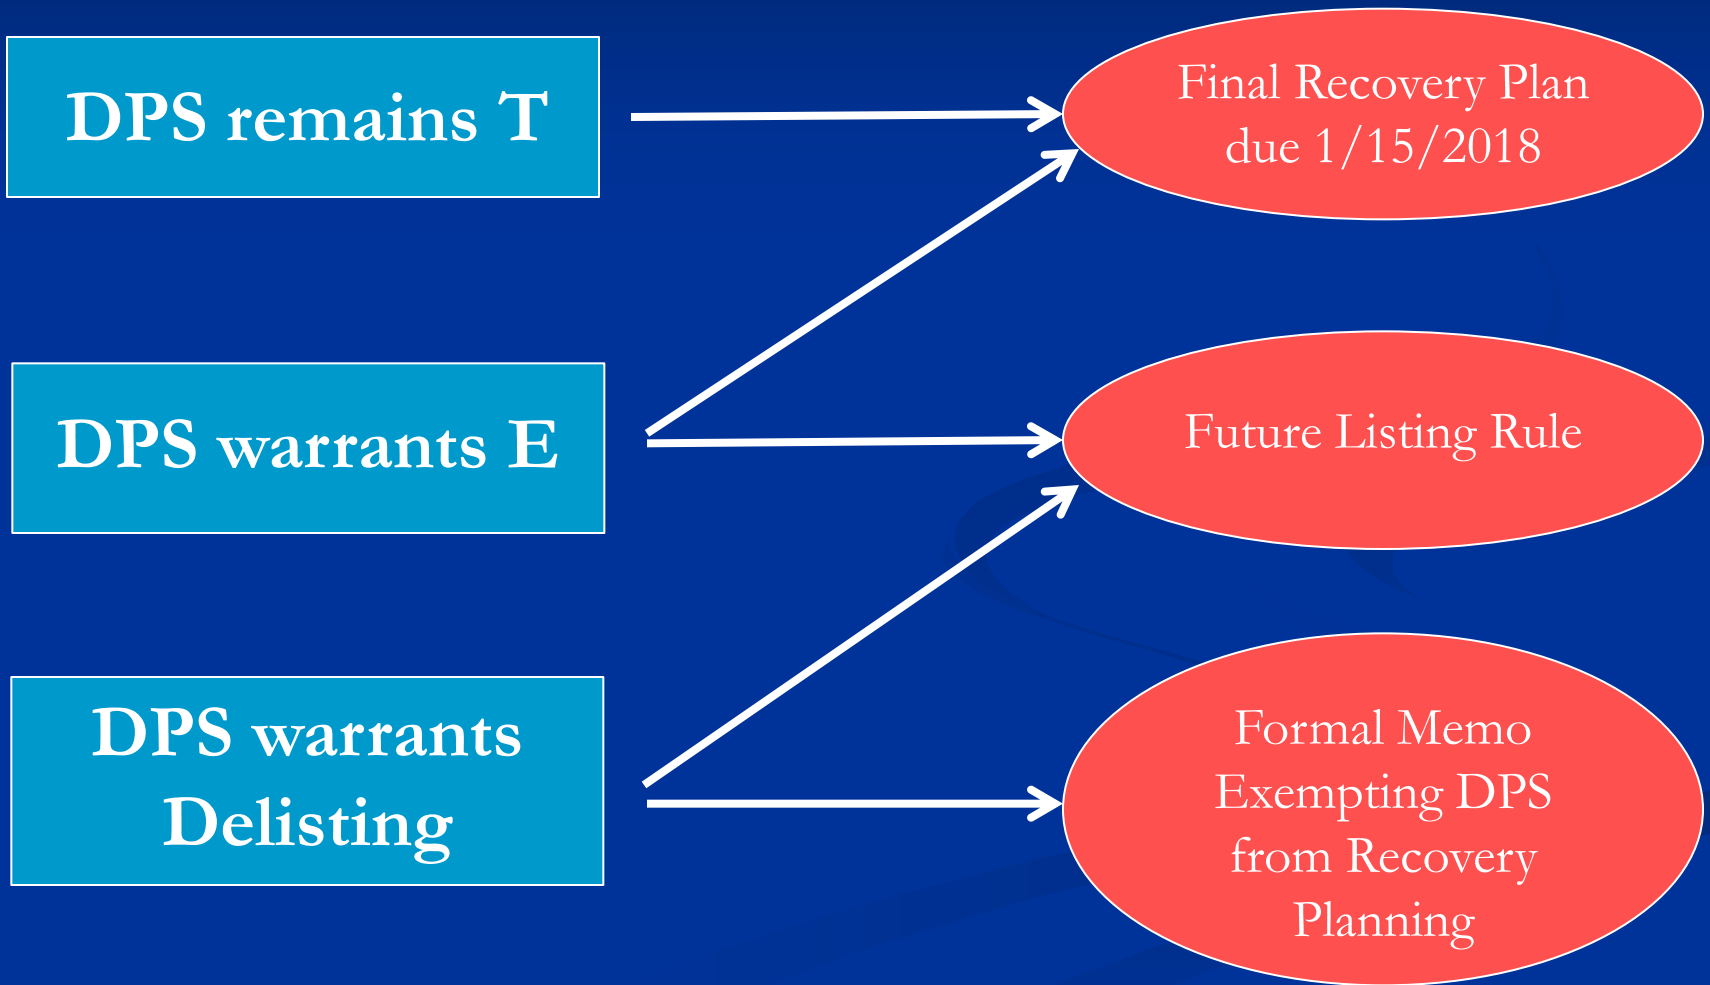 DPS remains T
Final Recovery Plan
due 1/15/2018
DPS warrants E
Future Listing Rule
DPS warrants
Delisting
Formal Memo
Exempting DPS
from Recovery
Planning